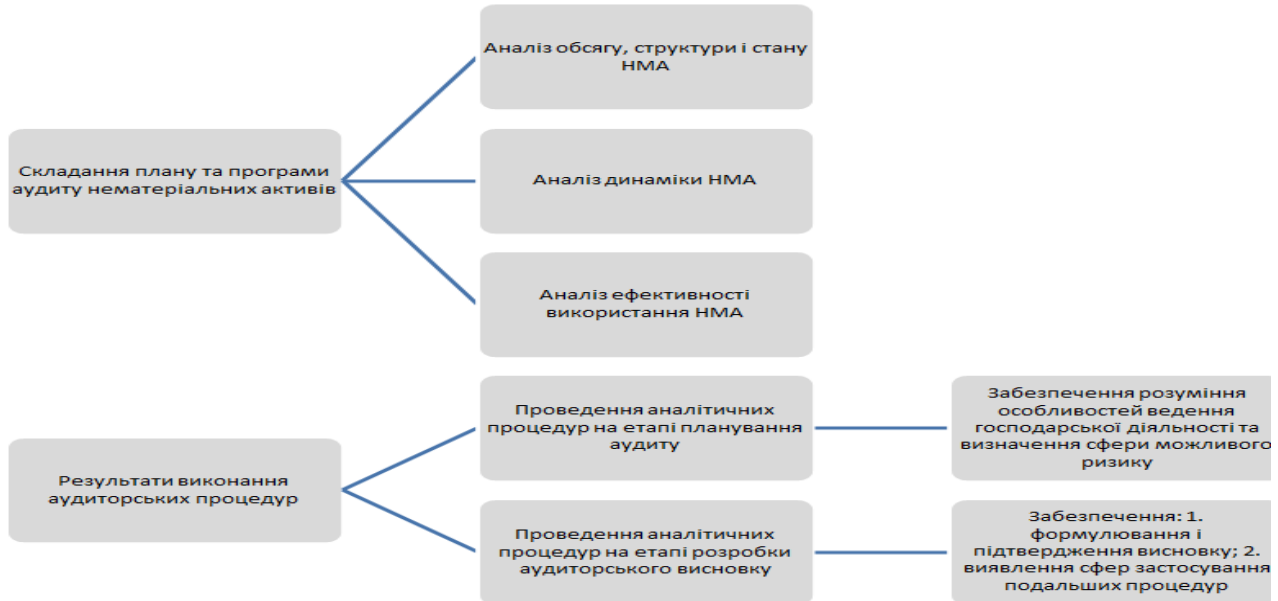 Аналіз обсягу, структури і стану
НМА
Складання плану та програми
аудиту нематеріальних активів
Аналіз динаміки НМА
Аналіз ефективності
використання НМА
Результати виконання
аудиторських процедур
Проведення аналітичних
процедур на етапі планування
аудиту
Забезпечення розуміння
особливостей ведення
господарської діяльності та
визначення сфери можливого
ризику
Проведення аналітичних
процедур на етапі розробки
аудиторського висновку
Забезпечення: 1.
формулювання і
підтвердження висновку; 2.
виявлення сфер застосування
подальших процедур